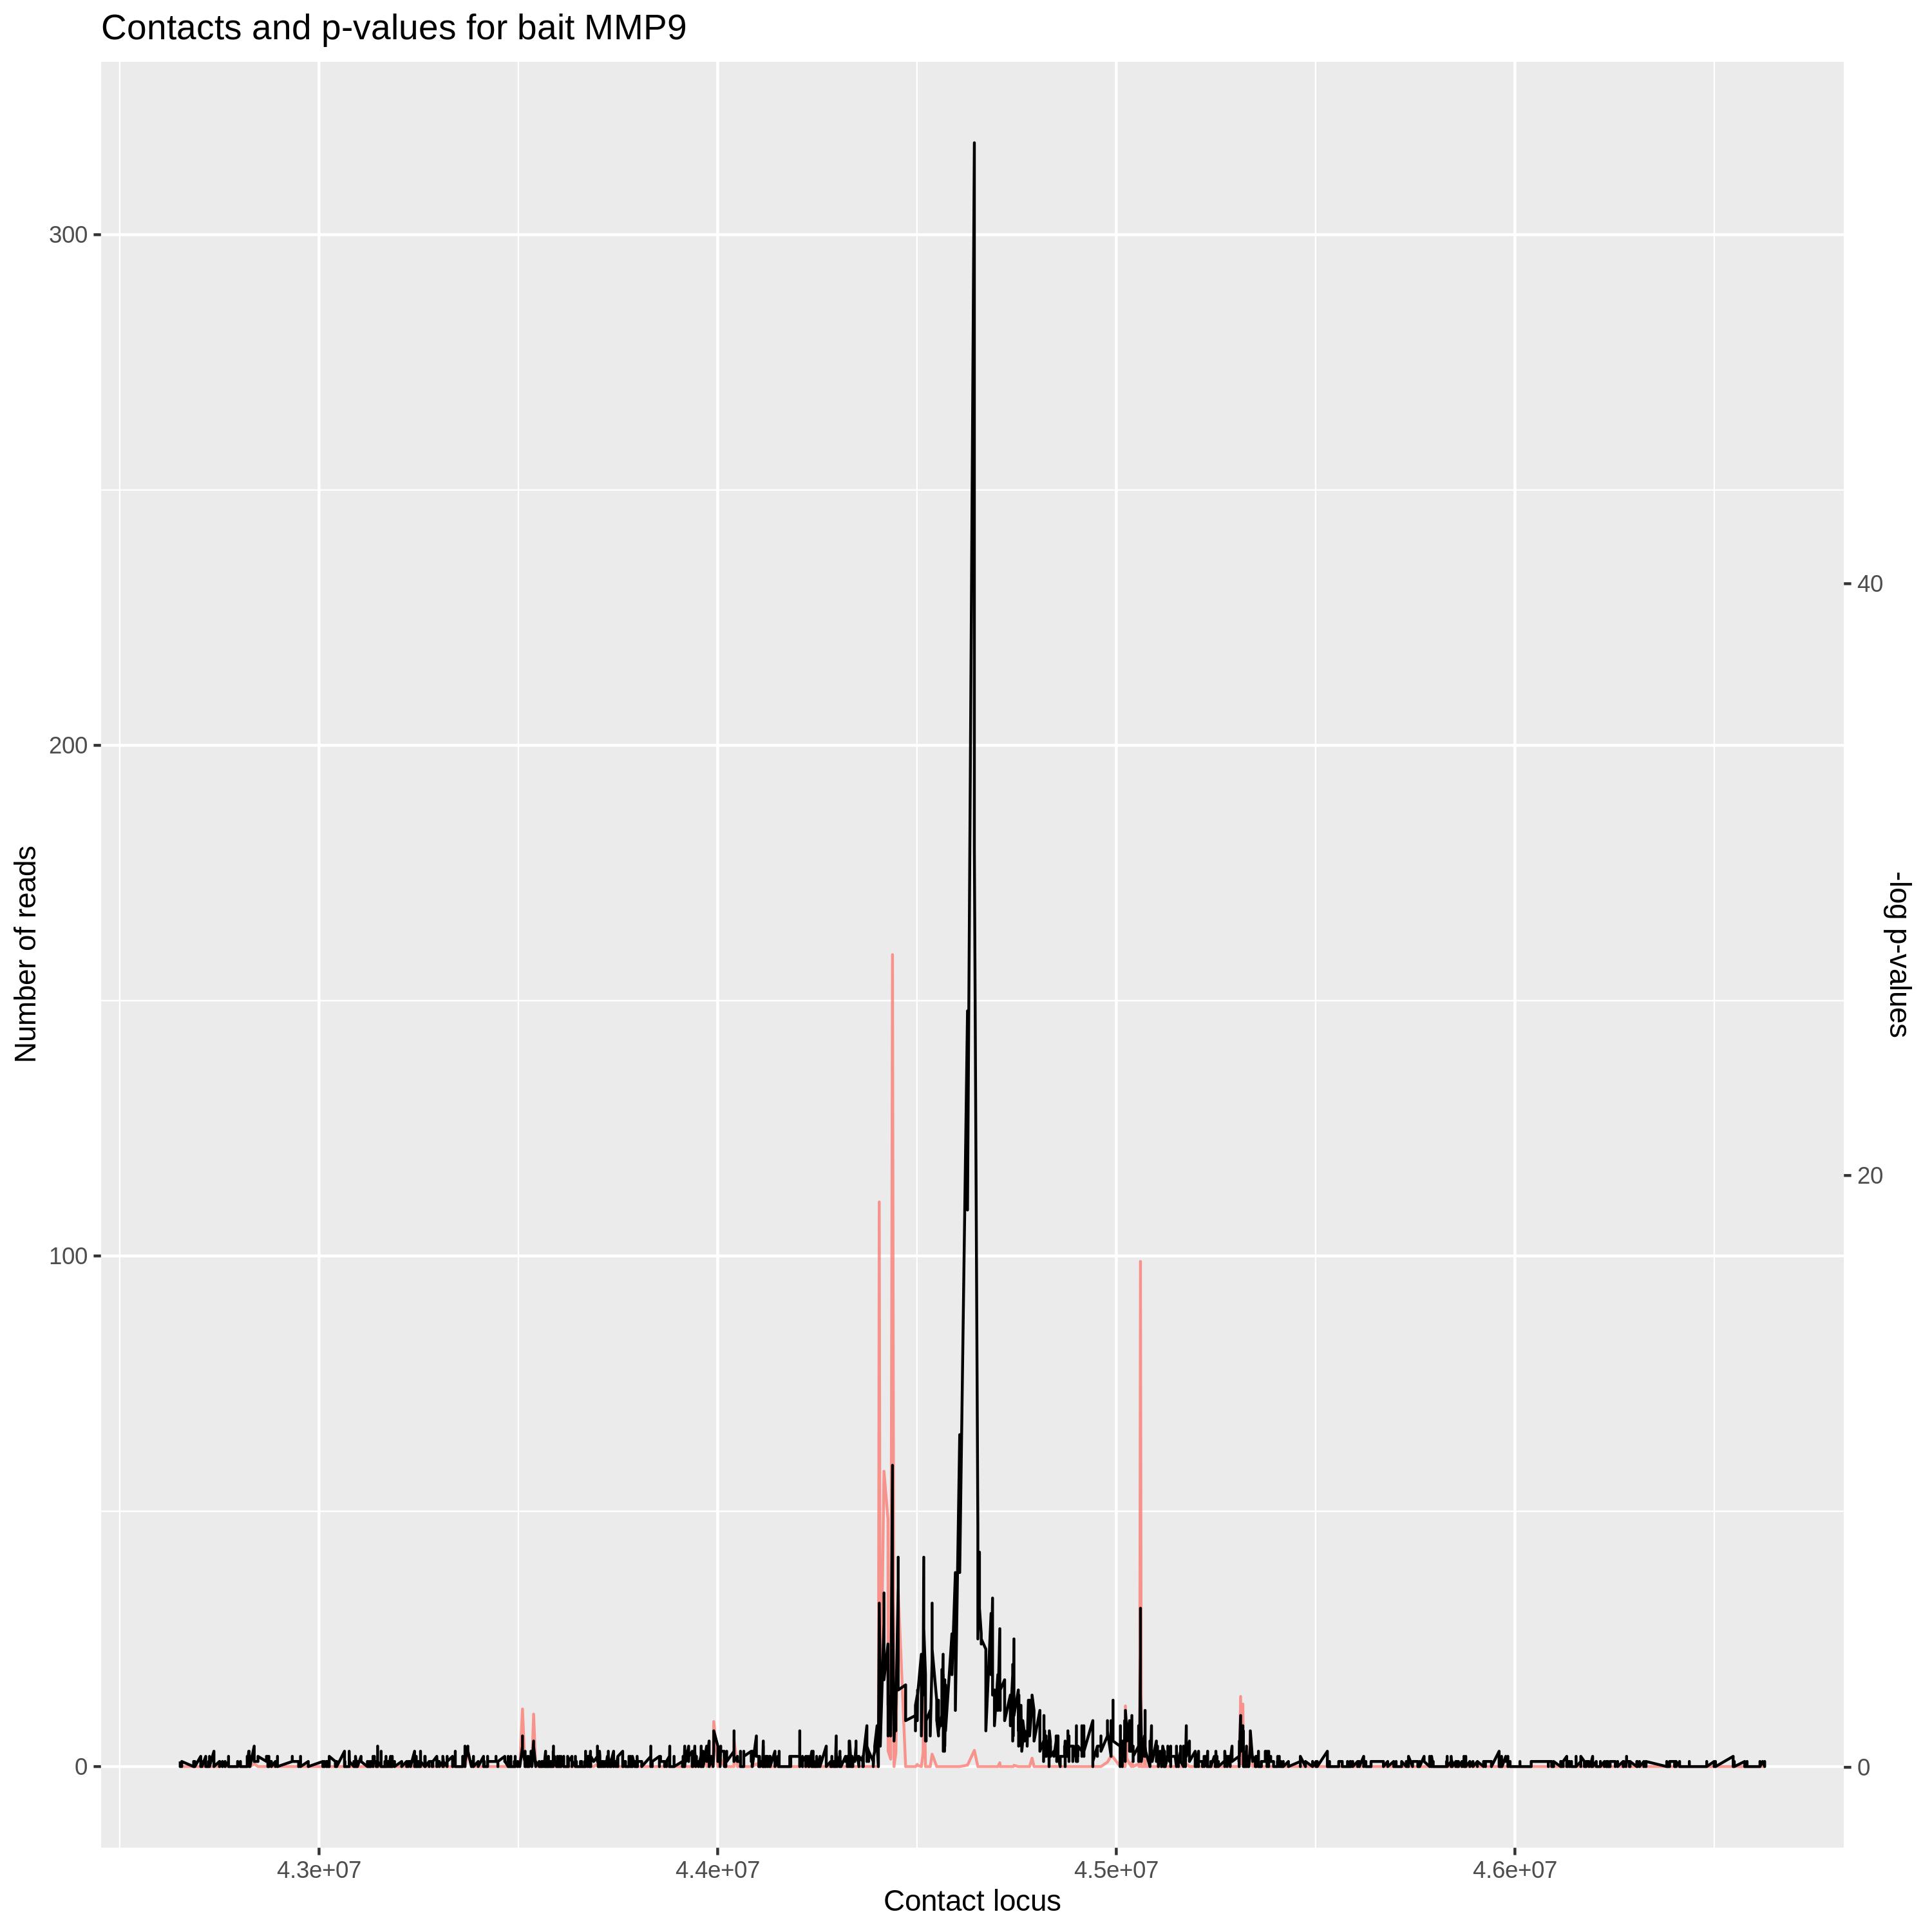 Contacts and p-values for bait MMP9
300
200
100
0
Number of reads
40
20
0
-log p-values
4.3e+07 4.4e+07 4.5e+07 4.6e+07
Contact locus